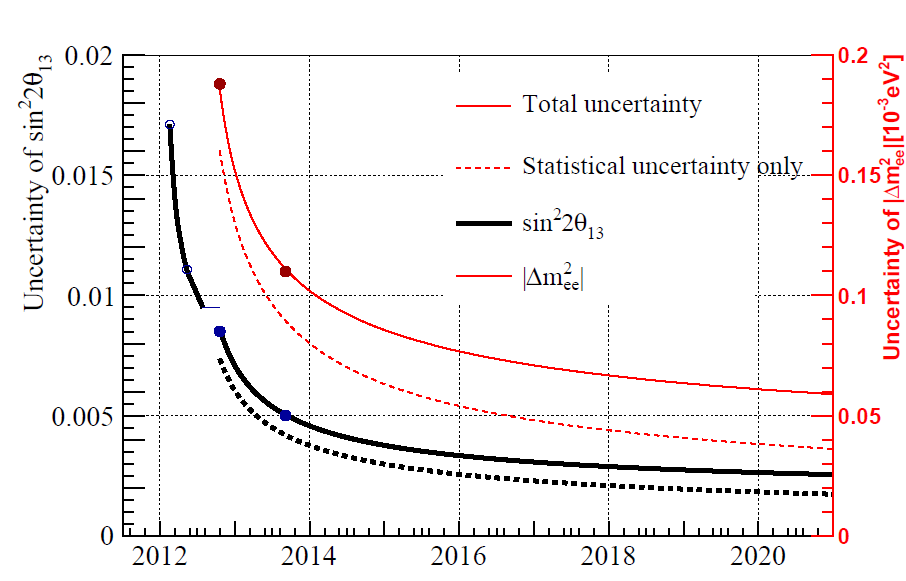 Uncertainty of sin²2θ₁₃
0.02
0.015
0.01
0.005
0
Total uncertainty
Statistical uncertainty only
sin²2θ₁₃
|Δm²ₑₑ|
0.2
0.15
0.1
0.05
0
Uncertainty of |Δm²ₑₑ|[10⁻³eV²]
2012 2014 2016 2018 2020